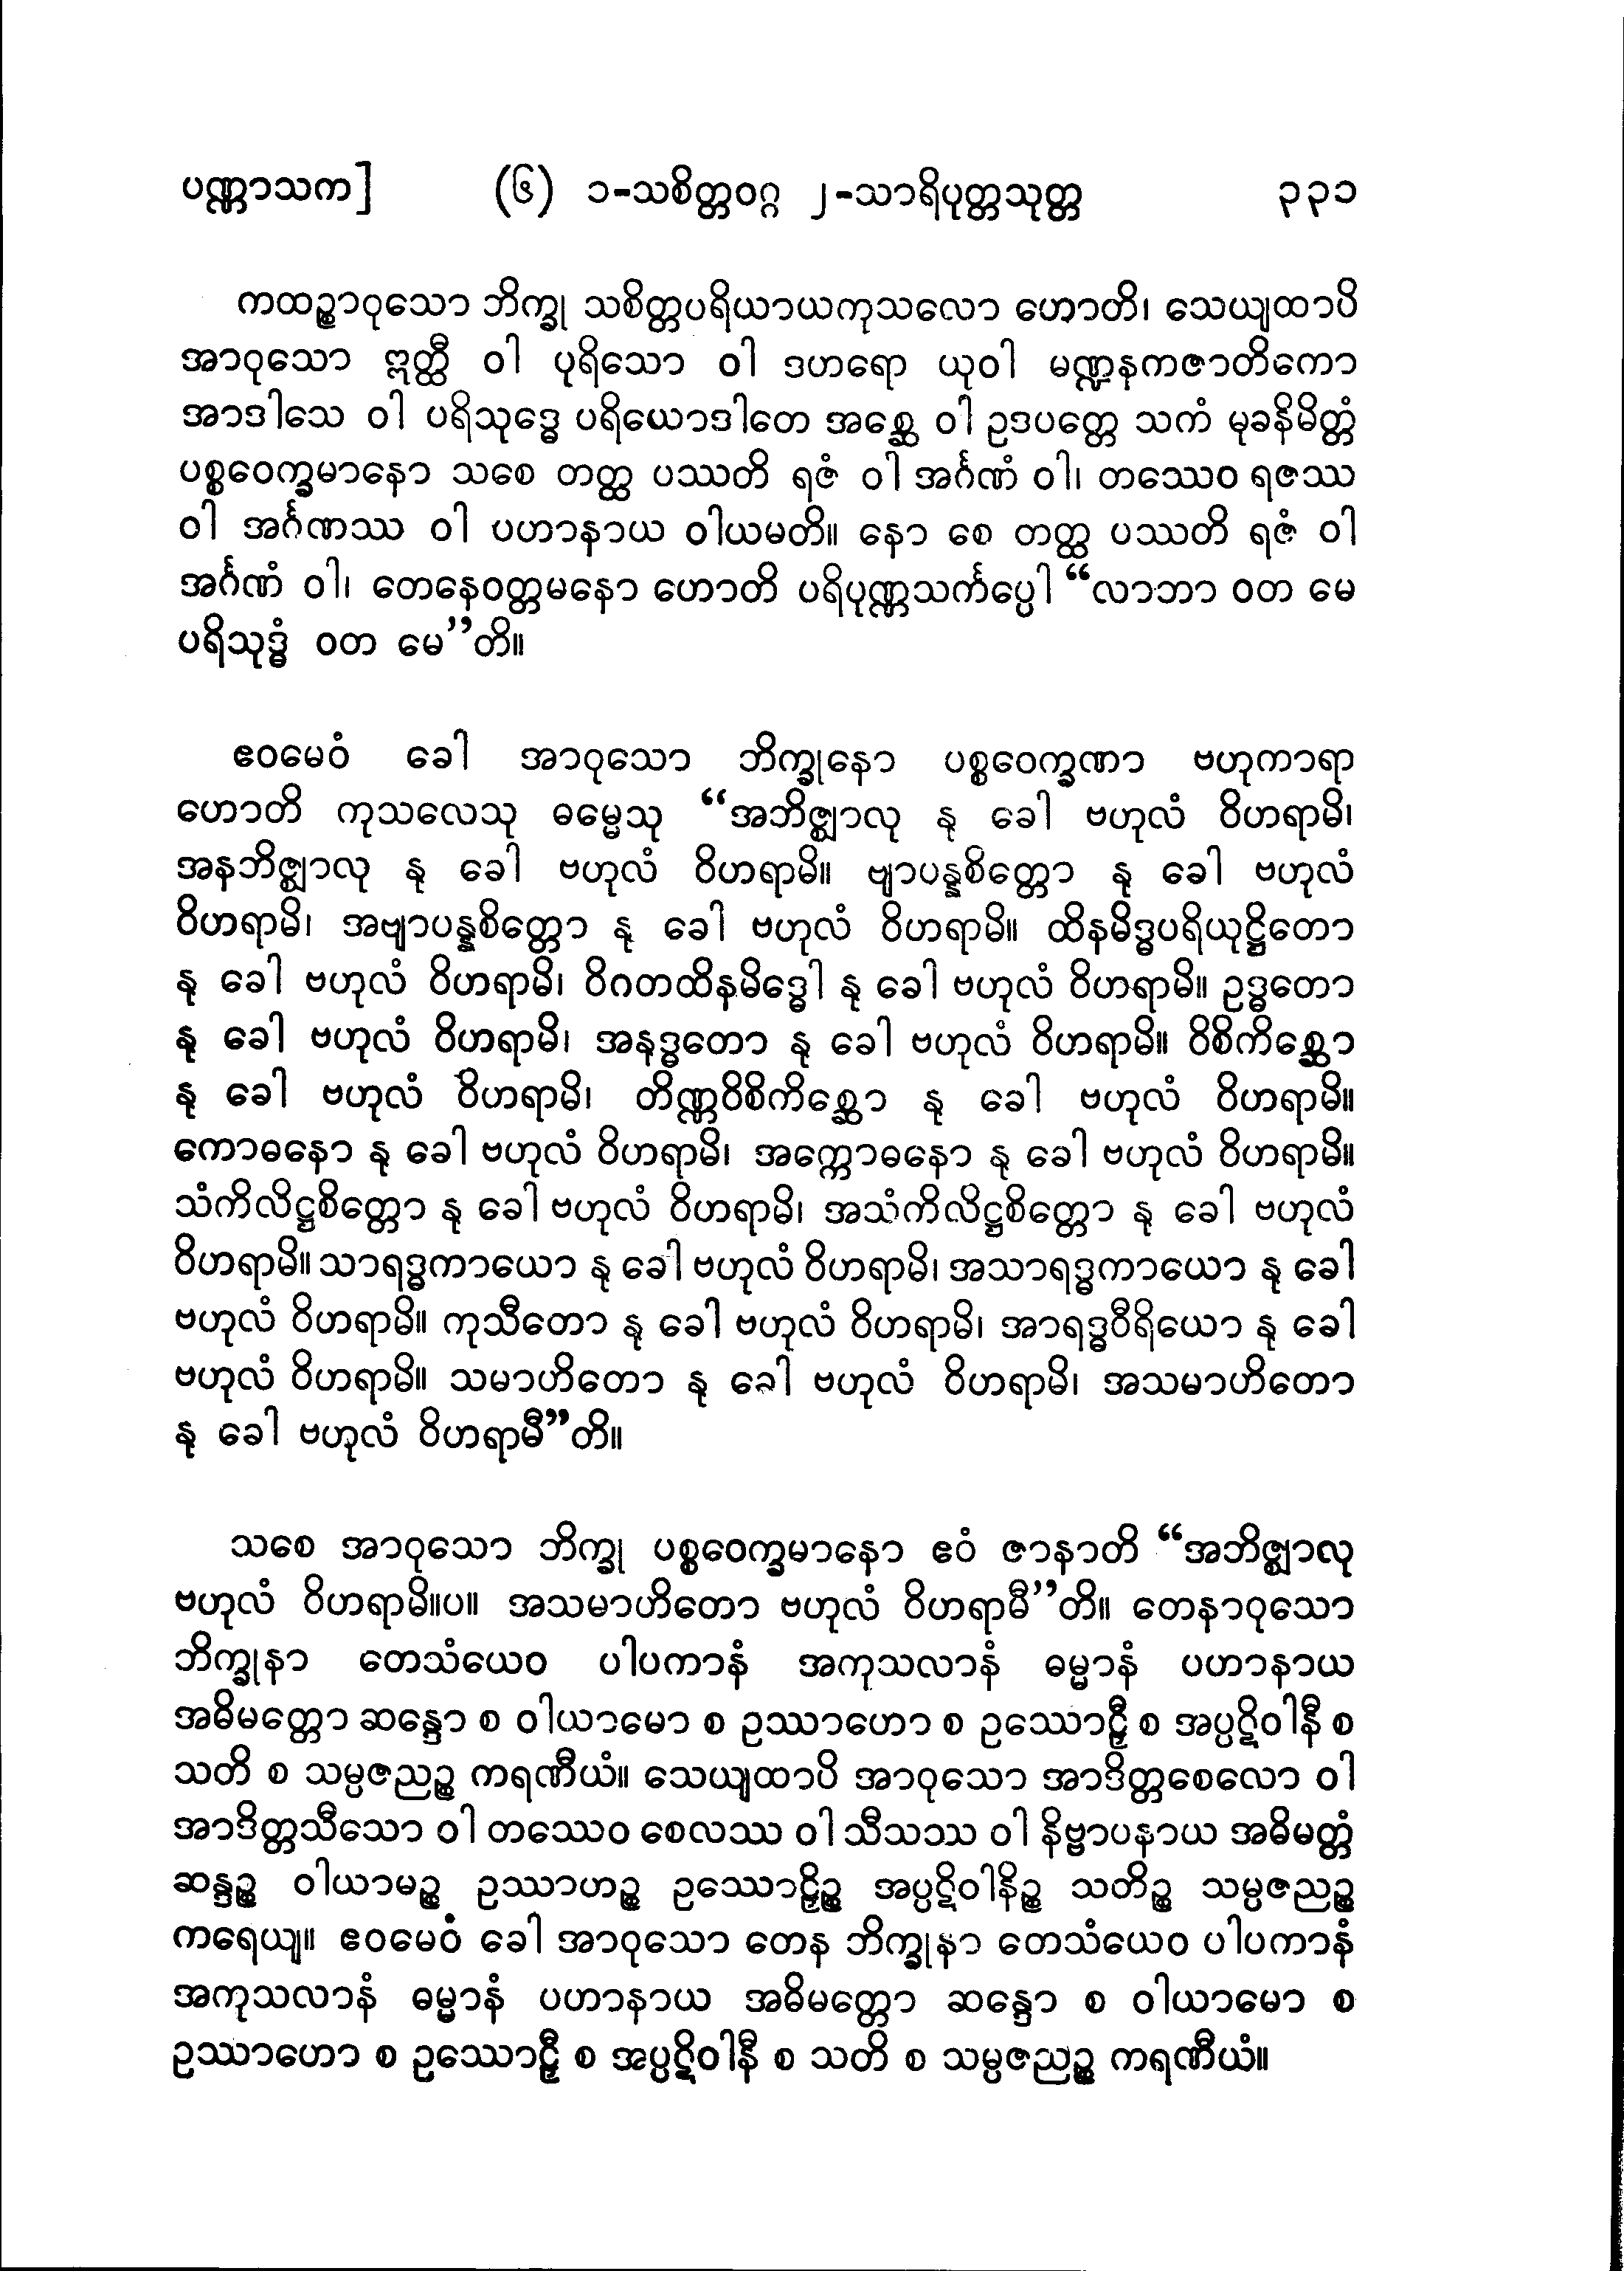 ပဏ္ဏာသက] (၆) ၁-သစိတ္တဝဂ္ဂ ၂-သာရိပုတ္တသုတ္တ ၃၃၁
ကထဉ္စာဝုသော ဘိက္ခု သစိတ္တပရိယာယကုသလော ဟောတိ၊ သေယျထာပိ
အာဝုသော ဣတ္ထီ ဝါ ပုရိသော ဝါ ဒဟရော ယုဝါ မဏ္ဍနကဇာတိကော
အာဒါသေ ဝါ ပရိသုဒ္ဓေ ပရိယောဒါတေ အစ္ဆေ ဝါ ဥဒပတ္တေ သကံ မုခနိမိတ္တံ
ပစ္စဝေက္ခမာနော သစေ တတ္ထ ပဿတိ ရဇံ ဝါ အင်္ဂဏံ ဝါ၊ တဿေဝ ရဇဿ
ဝါ အင်္ဂဏဿ ဝါ ပဟာနာယ ဝါယမတိ။ နော စေ တတ္ထ ပဿတိ ရဇံ ဝါ
အင်္ဂဏံ ဝါ၊ တေနေဝတ္တမနော ဟောတိ ပရိပုဏ္ဏသင်္ကပ္ပေါ “လာဘာ ဝတ မေ
ပရိသုဒ္ဓံ ဝတ မေ”တိ။
ဧဝမေဝံ ခေါ အာဝုသော ဘိက္ခုနော ပစ္စဝေက္ခဏာ ဗဟုကာရာ
ဟောတိ ကုသလေသု ဓမ္မေသု “အဘိဇ္ဈာလု နု ခေါ ဗဟုလံ ဝိဟရာမိ၊
အနဘိဇ္ဈာလု နု ခေါ ဗဟုလံ ဝိဟရာမိ။ ဗျာပန္နစိတ္တော နု ခေါ ဗဟုလံ
ဝိဟရာမိ၊ အဗျာပန္နစိတ္တော နု ခေါ ဗဟုလံ ဝိဟရာမိ။ ထိနမိဒ္ဓပရိယုဋ္ဌိတော
နု ခေါ ဗဟုလံ ဝိဟရာမိ၊ ဝိဂတထိနမိဒ္ဓေါ နု ခေါ ဗဟုလံ ဝိဟရာမိ။ ဥဒ္ဓတော
နု ခေါ ဗဟုလံ ဝိဟရာမိ၊ အနုဒ္ဓတော နု ခေါ ဗဟုလံ ဝိဟရာမိ။ ဝိစိကိစ္ဆော
နု ခေါ ဗဟုလံ ဝိဟရာမိ၊ တိဏ္ဏဝိစိကိစ္ဆော နု ခေါ ဗဟုလံ ဝိဟရာမိ။
ကောဓနော နု ခေါ ဗဟုလံ ဝိဟရာမိ၊ အက္ကောဓနော နု ခေါ ဗဟုလံ ဝိဟရာမိ။
သံကိလိဋ္ဌစိတ္တော နု ခေါ ဗဟုလံ ဝိဟရာမိ၊ အသံကိလိဋ္ဌစိတ္တော နု ခေါ ဗဟုလံ
ဝိဟရာမိ။ သာရဒ္ဓကာယော နု ခေါ ဗဟုလံ ဝိဟရာမိ၊ အသာရဒ္ဓကာယော နု ခေါ
ဗဟုလံ ဝိဟရာမိ။ ကုသီတော နု ခေါ ဗဟုလံ ဝိဟရာမိ၊ အာရဒ္ဓဝီရိယော နု ခေါ
ဗဟုလံ ဝိဟရာမိ။ သမာဟိတော နု ခေါ ဗဟုလံ ဝိဟရာမိ၊ အသမာဟိတော
နု ခေါ ဗဟုလံ ဝိဟရာမီ”တိ။
သစေ အာဝုသော ဘိက္ခု ပစ္စဝေက္ခမာနော ဧဝံ ဇာနာတိ “အဘိဇ္ဈာလု
ဗဟုလံ ဝိဟရာမိ။ပ။ အသမာဟိတော ဗဟုလံ ဝိဟရာမီ”တိ။ တေနာဝုသော
ဘိက္ခုနာ တေသံယေဝ ပါပကာနံ အကုသလာနံ ဓမ္မာနံ ပဟာနာယ
အဓိမတ္တော ဆန္ဒော စ ဝါယာမော စ ဥဿာဟော စ ဥဿောဠှီ စ အပ္ပဋိဝါနီ စ
သတိ စ သမ္ပဇညဉ္စ ကရဏီယံ။ သေယျထာပိ အာဝုသော အာဒိတ္တစေလော ဝါ
အာဒိတ္တသီသော ဝါ တဿေဝ စေလဿ ဝါ သီသဿ ဝါ နိဗ္ဗာပနာယ အဓိမတ္တံ
ဆန္ဒဉ္စ ဝါယာမဉ္စ ဥဿာဟဉ္စ ဥဿောဠှိဉ္စ အပ္ပဋိဝါနိဉ္စ သတိဉ္စ သမ္ပဇညဉ္စ
ကရေယျ။ ဧဝမေဝံ ခေါ အာဝုသော တေန ဘိက္ခုနာ တေသံယေဝ ပါပကာနံ
အကုသလာနံ ဓမ္မာနံ ပဟာနာယ အဓိမတ္တော ဆန္ဒော စ ဝါယာမော စ
ဥဿာဟော စ ဥဿောဠှီ စ အပ္ပဋိဝါနီ စ သတိ စ သမ္ပဇညဉ္စ ကရဏီယံ။